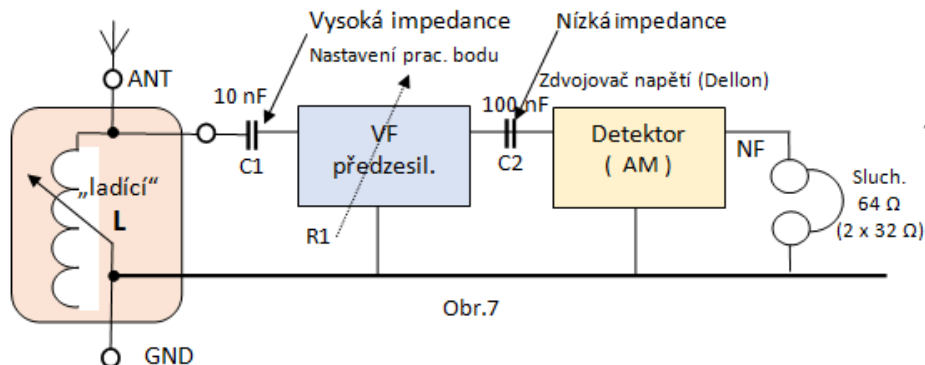 Vysoká impedance
Nízká impedance
Nastavení prac. bodu
ANT
Zdvojovač napětí (Dellon)
10 nF
100 nF
VF
předzesil.
Detektor
( AM )
NF
C1
C2
„ladící“
L
Sluch.
64 Ω
(2 x 32 Ω)
R1
Obr.7
GND